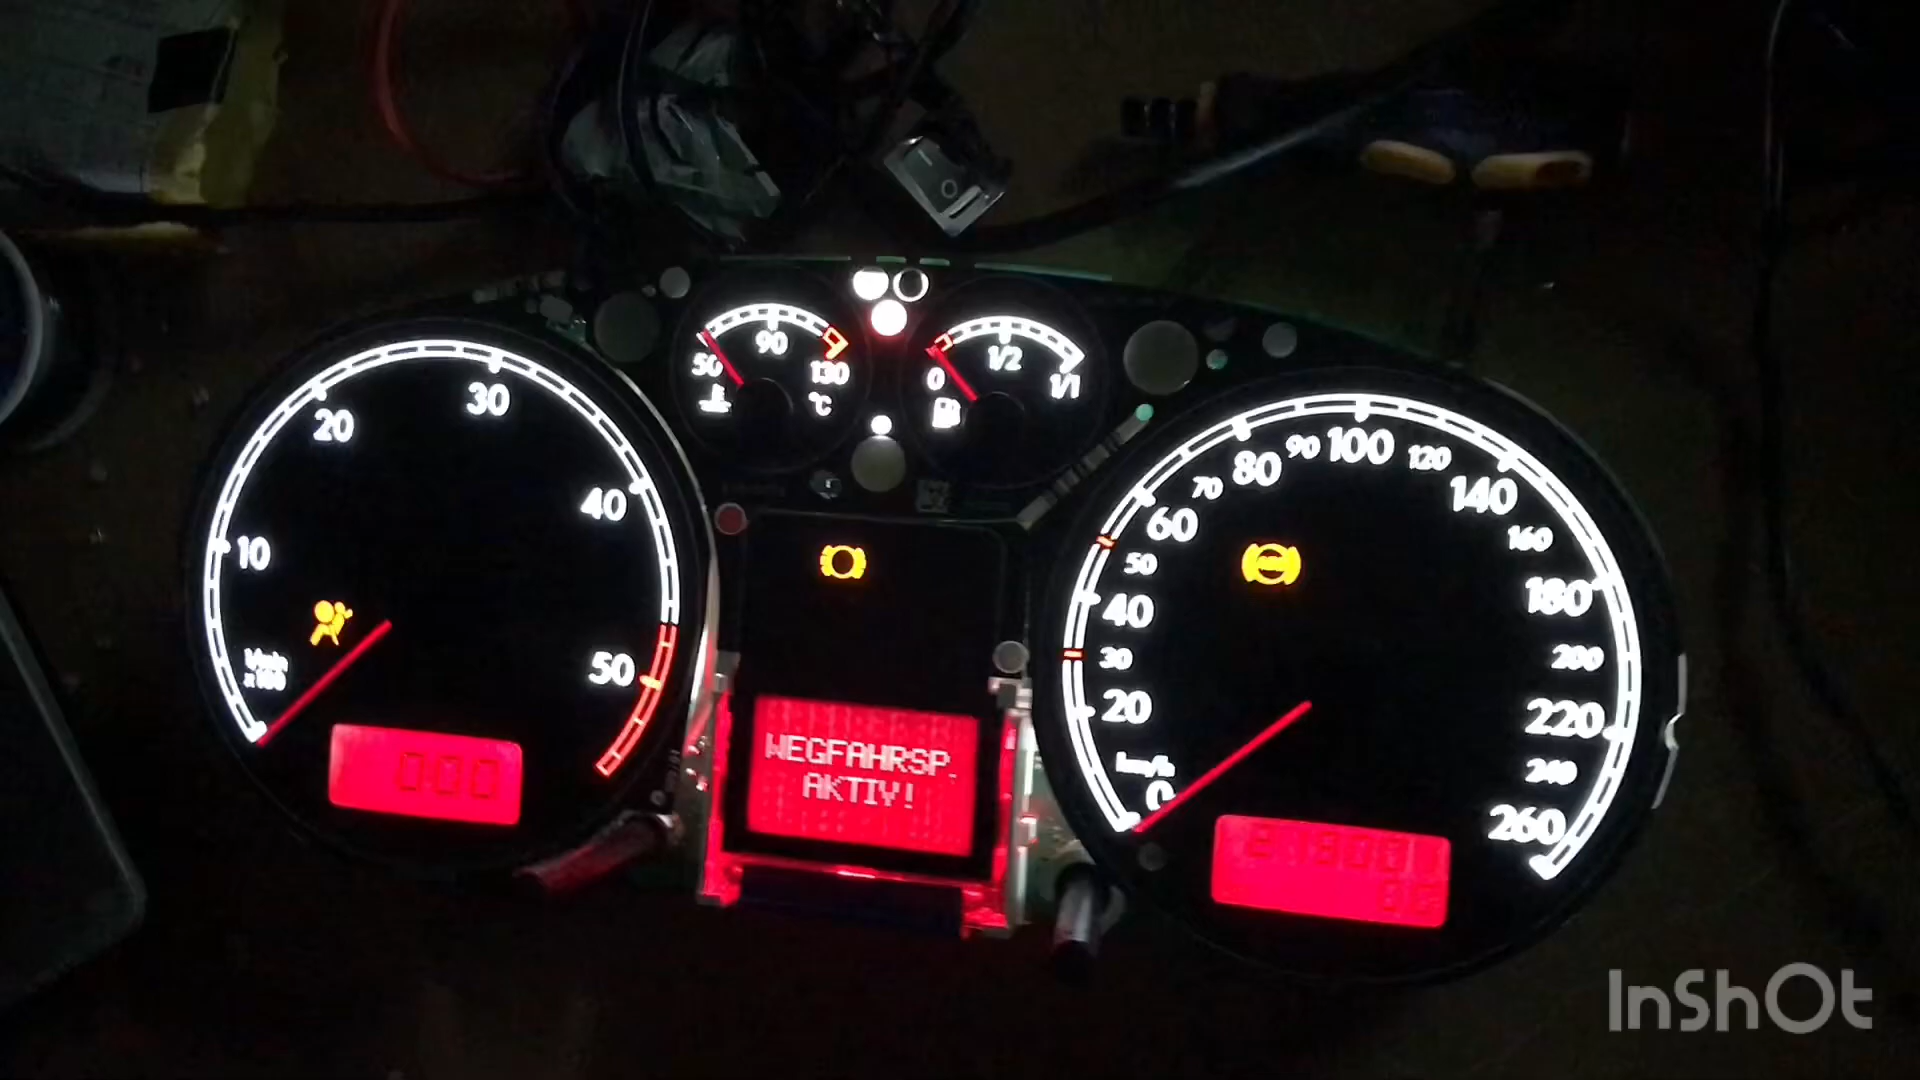 50 90 130
°C
0 1/2 1/1
10 20 30 40 50
1/min
x100
000
WEGFAHRSP.
AKTIV!
0 20 30 40 50 60 70 80 90 100 120 140 160 180 200 220 240 260
km/h
InShOt